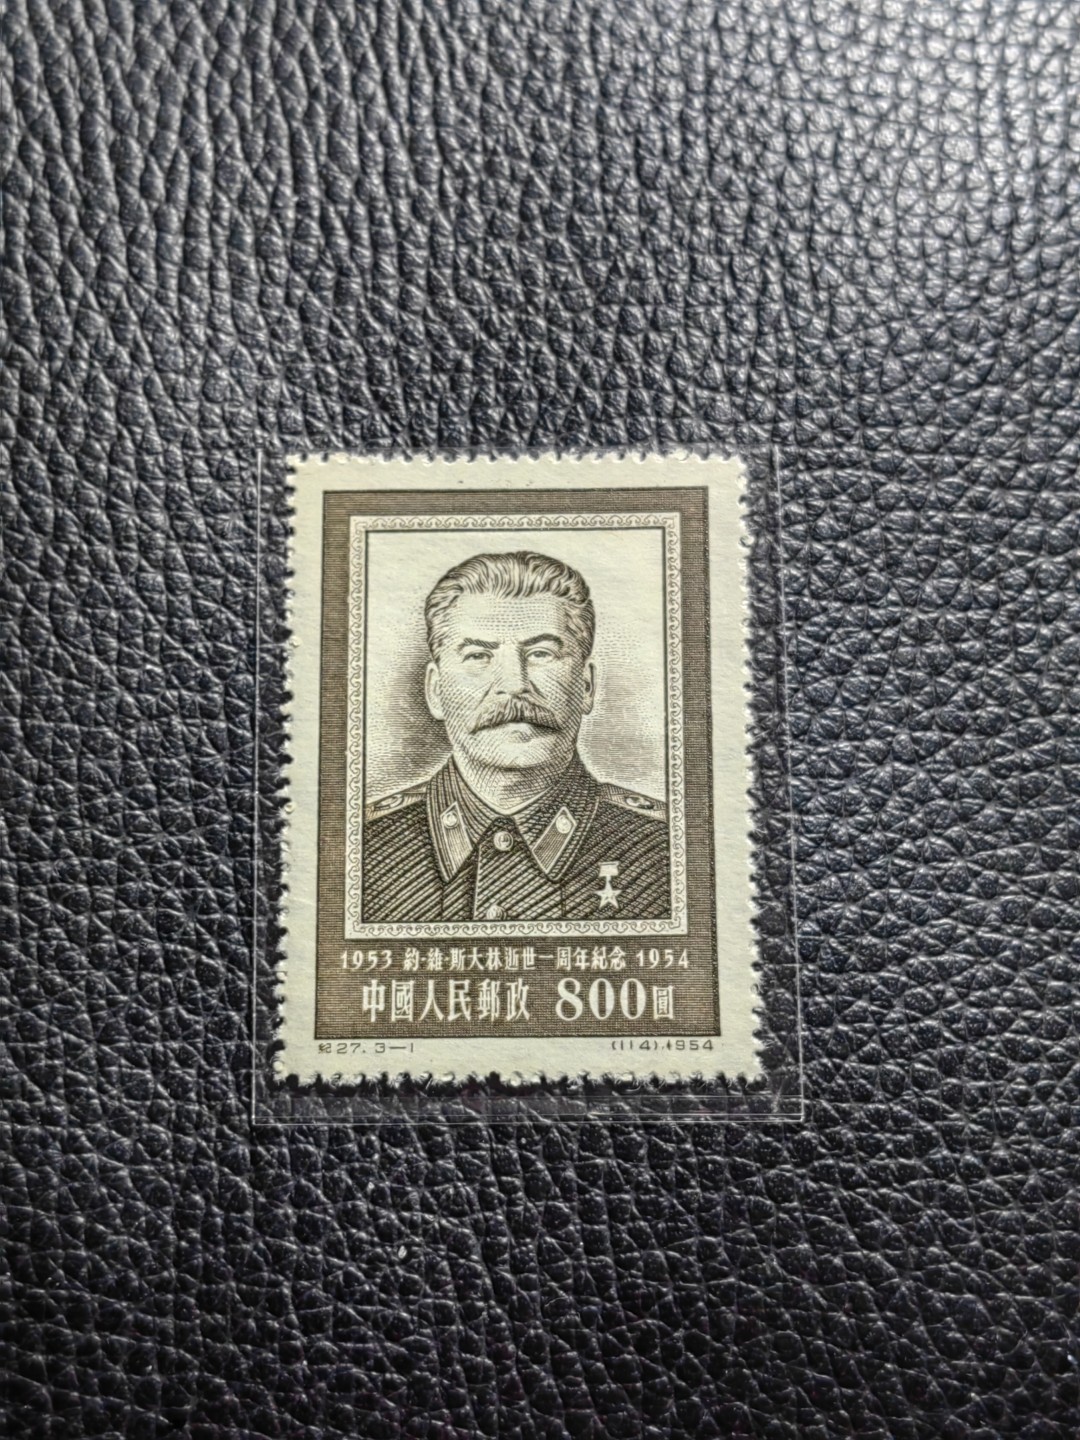 1953 約·維·斯大林逝世一周年紀念 1954
中國人民郵政 800圓
紀27. 3—1 (114).1954